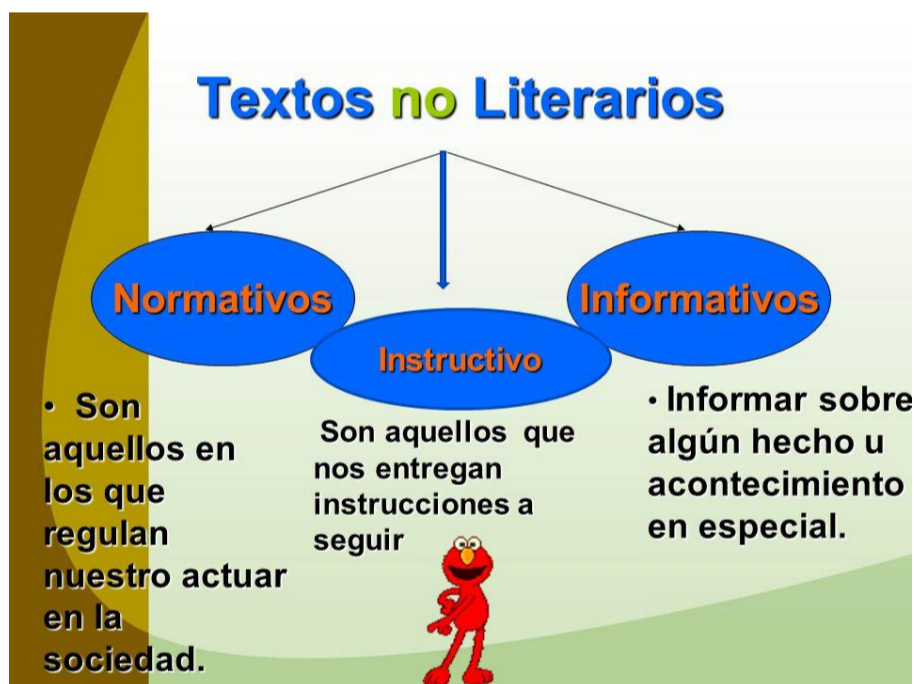 Textos no Literarios
Normativos
Instructivo
Informativos
• Son
aquellos en
los que
regulan
nuestro actuar
en la
sociedad.
Son aquellos que
nos entregan
instrucciones a
seguir
• Informar sobre
algún hecho u
acontecimiento
en especial.